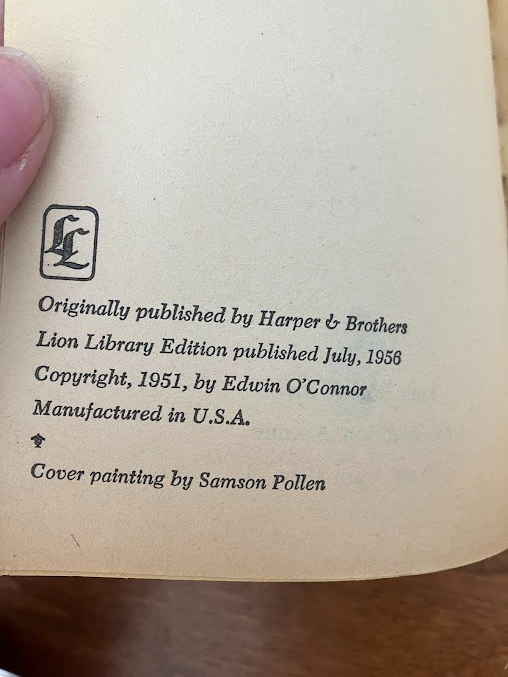 LL
Originally published by Harper & Brothers
Lion Library Edition published July, 1956
Copyright, 1951, by Edwin O'Connor
Manufactured in U.S.A.
Cover painting by Samson Pollen